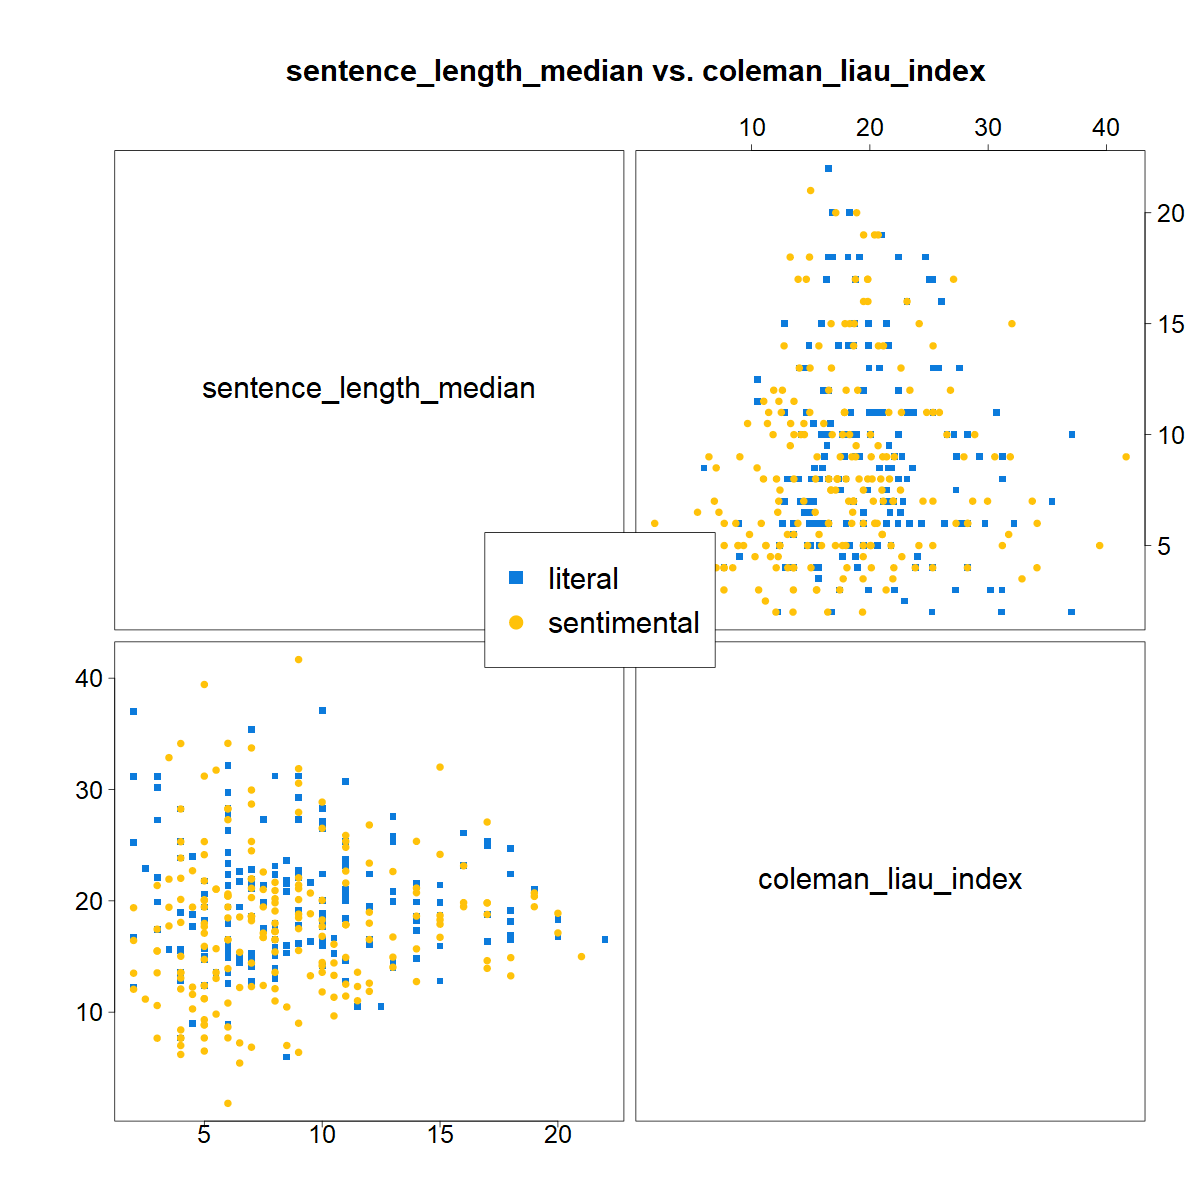 sentence_length_median vs. coleman_liau_index
10 20 30 40
sentence_length_median
20
15
10
5
literal
sentimental
40
30
20
10
coleman_liau_index
5 10 15 20